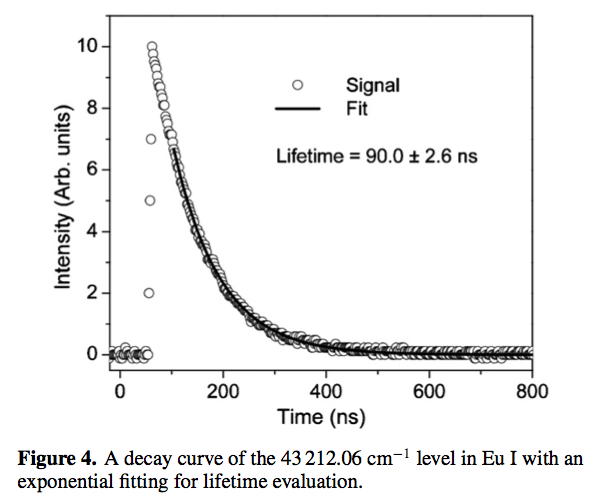 10
8
6
4
2
0
Intensity (Arb. units)
Signal
Fit
Lifetime = 90.0 ± 2.6 ns
0 200 400 600 800
Time (ns)
Figure 4. A decay curve of the 43 212.06 cm⁻¹ level in Eu I with an
exponential fitting for lifetime evaluation.